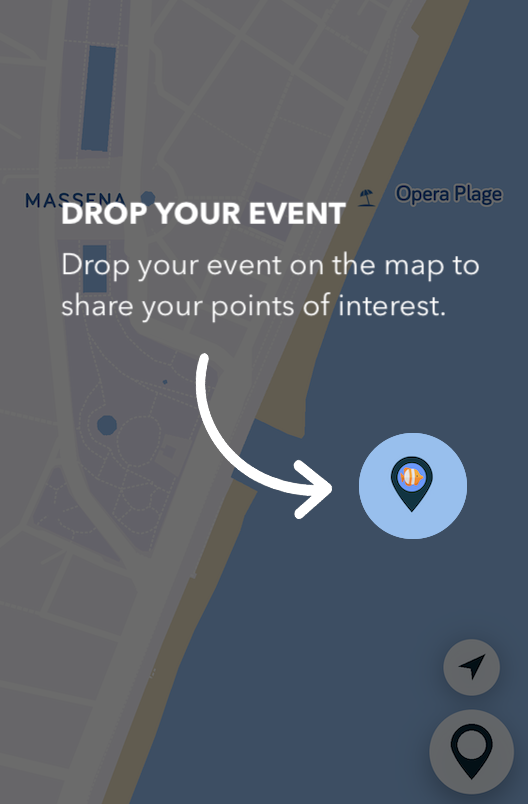 MASSENA
Opera Plage
DROP YOUR EVENT
Drop your event on the map to
share your points of interest.